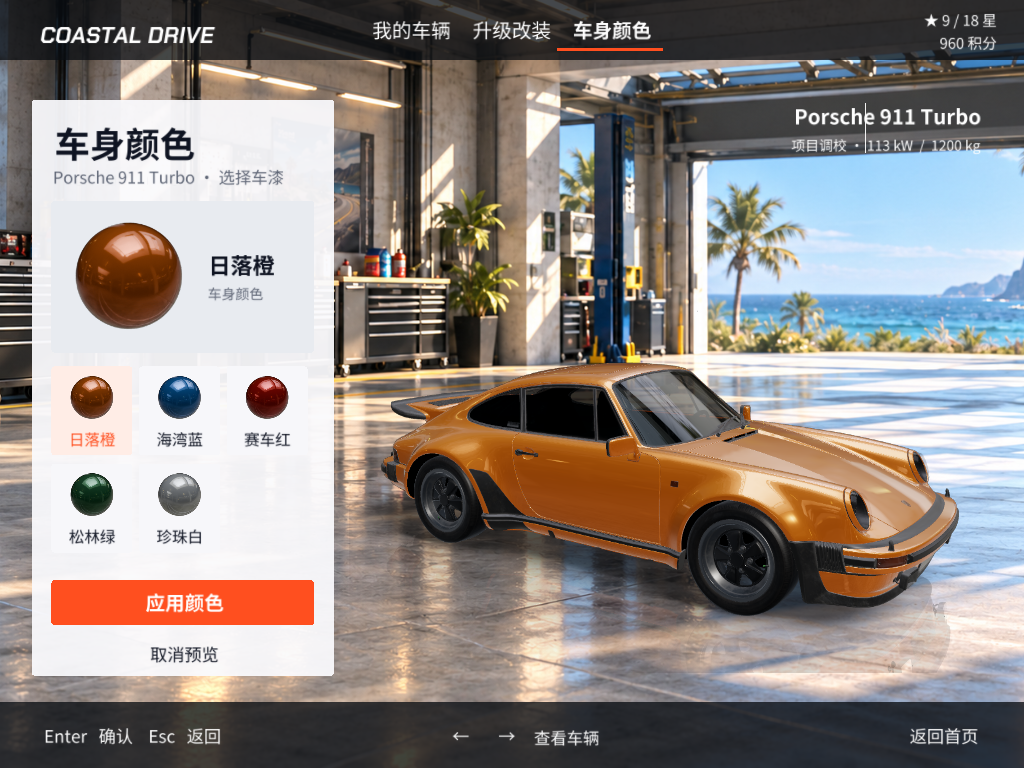 COASTAL DRIVE
我的车辆 升级改装 车身颜色
★ 9 / 18 星
960 积分
Porsche 911 Turbo
项目调校 · 113 kW / 1200 kg
车身颜色
Porsche 911 Turbo · 选择车漆
日落橙
车身颜色
日落橙 海湾蓝 赛车红
松林绿 珍珠白
应用颜色
取消预览
Enter 确认 Esc 返回
← → 查看车辆
返回首页